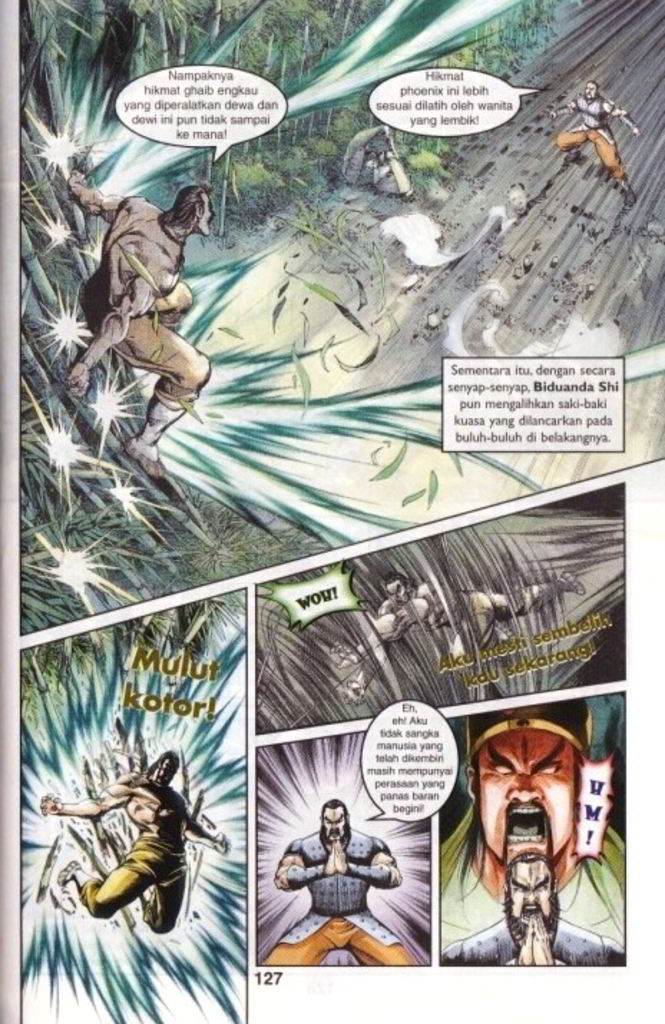 Nampaknya
hikmat ghaib engkau
yang diperalatkan dewa dan
dewi ini pun tidak sampai
ke mana!
Hikmat
phoenix ini lebih
sesuai dilatih oleh wanita
yang lembik!
Sementara itu, dengan secara
senyap-senyap, Biduanda Shi
pun mengalihkan saki-baki
kuasa yang dilancarkan pada
buluh-buluh di belakangnya.
Mulut
kotor!
WOW!
Aku mesti sembelih
kau sekarang!
Eh,
eh! Aku
tidak sangka
manusia yang
telah dikembiri
masih mempunyai
perasaan yang
panas baran
begini!
HM!
127